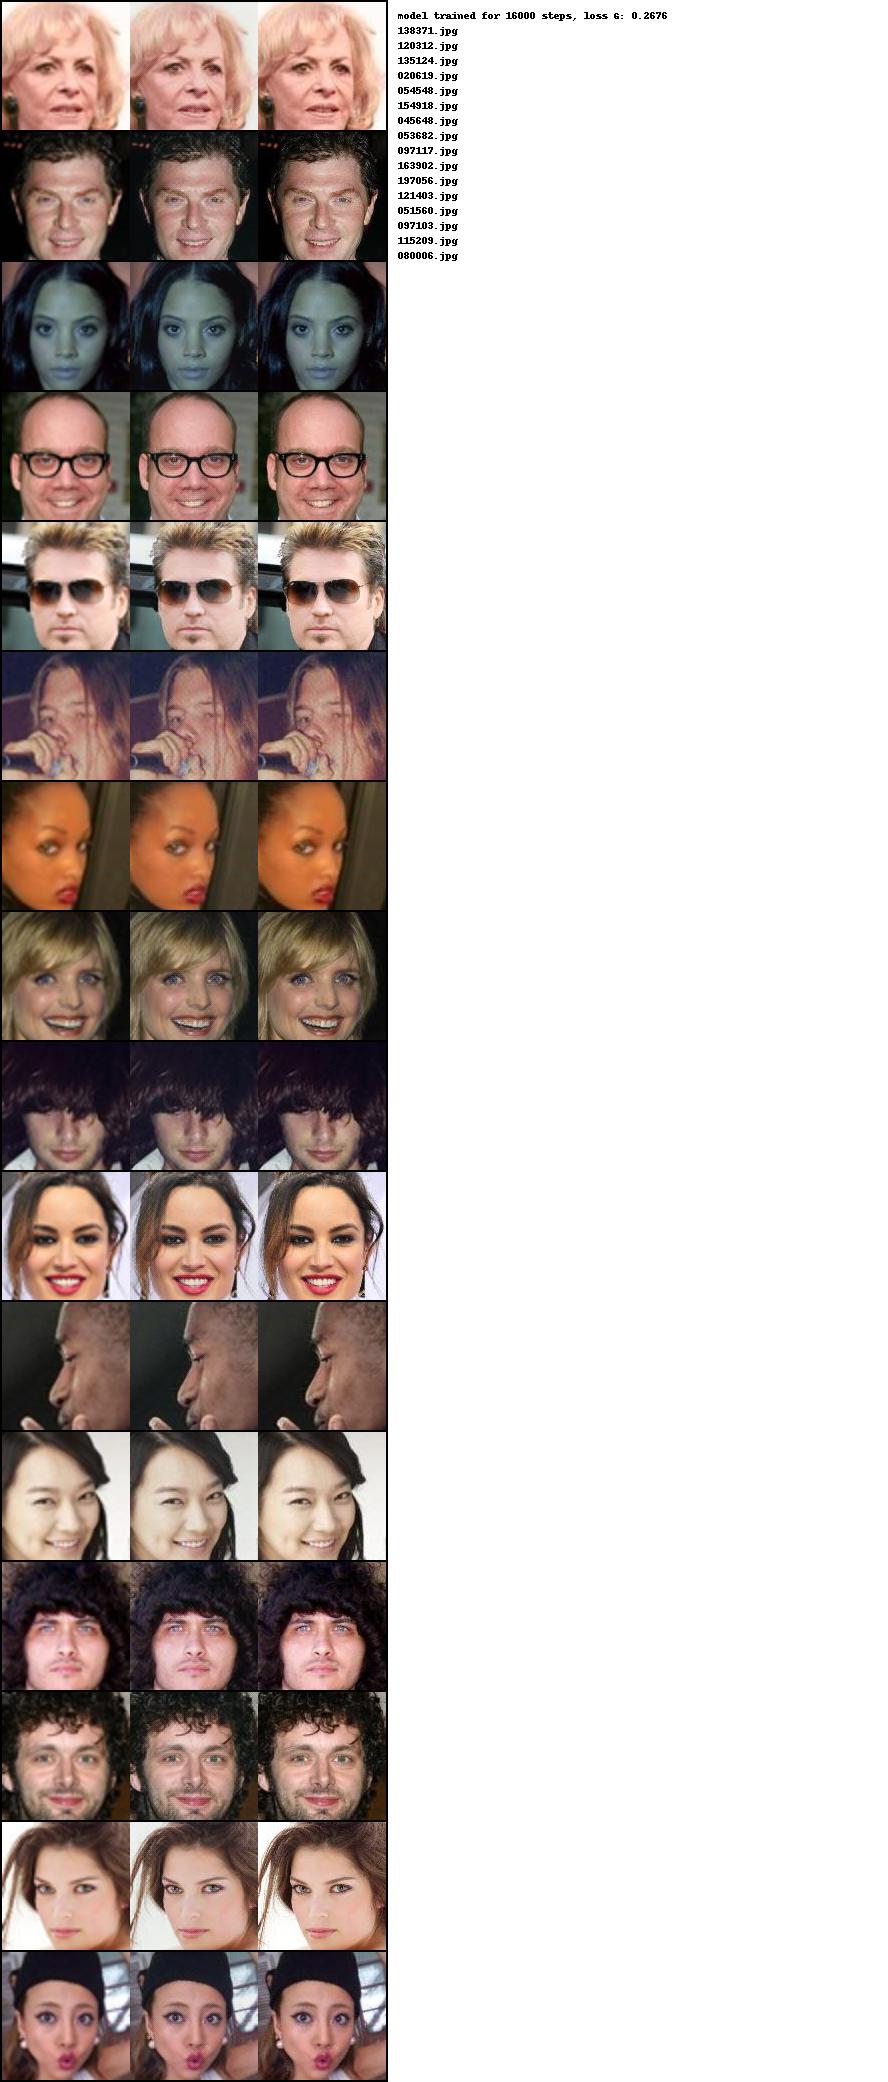 model trained for 16000 steps, loss G: 0.2676
138371.jpg
120312.jpg
135124.jpg
020619.jpg
054548.jpg
154918.jpg
045648.jpg
053682.jpg
097117.jpg
163902.jpg
197056.jpg
121403.jpg
051560.jpg
097103.jpg
115209.jpg
080006.jpg